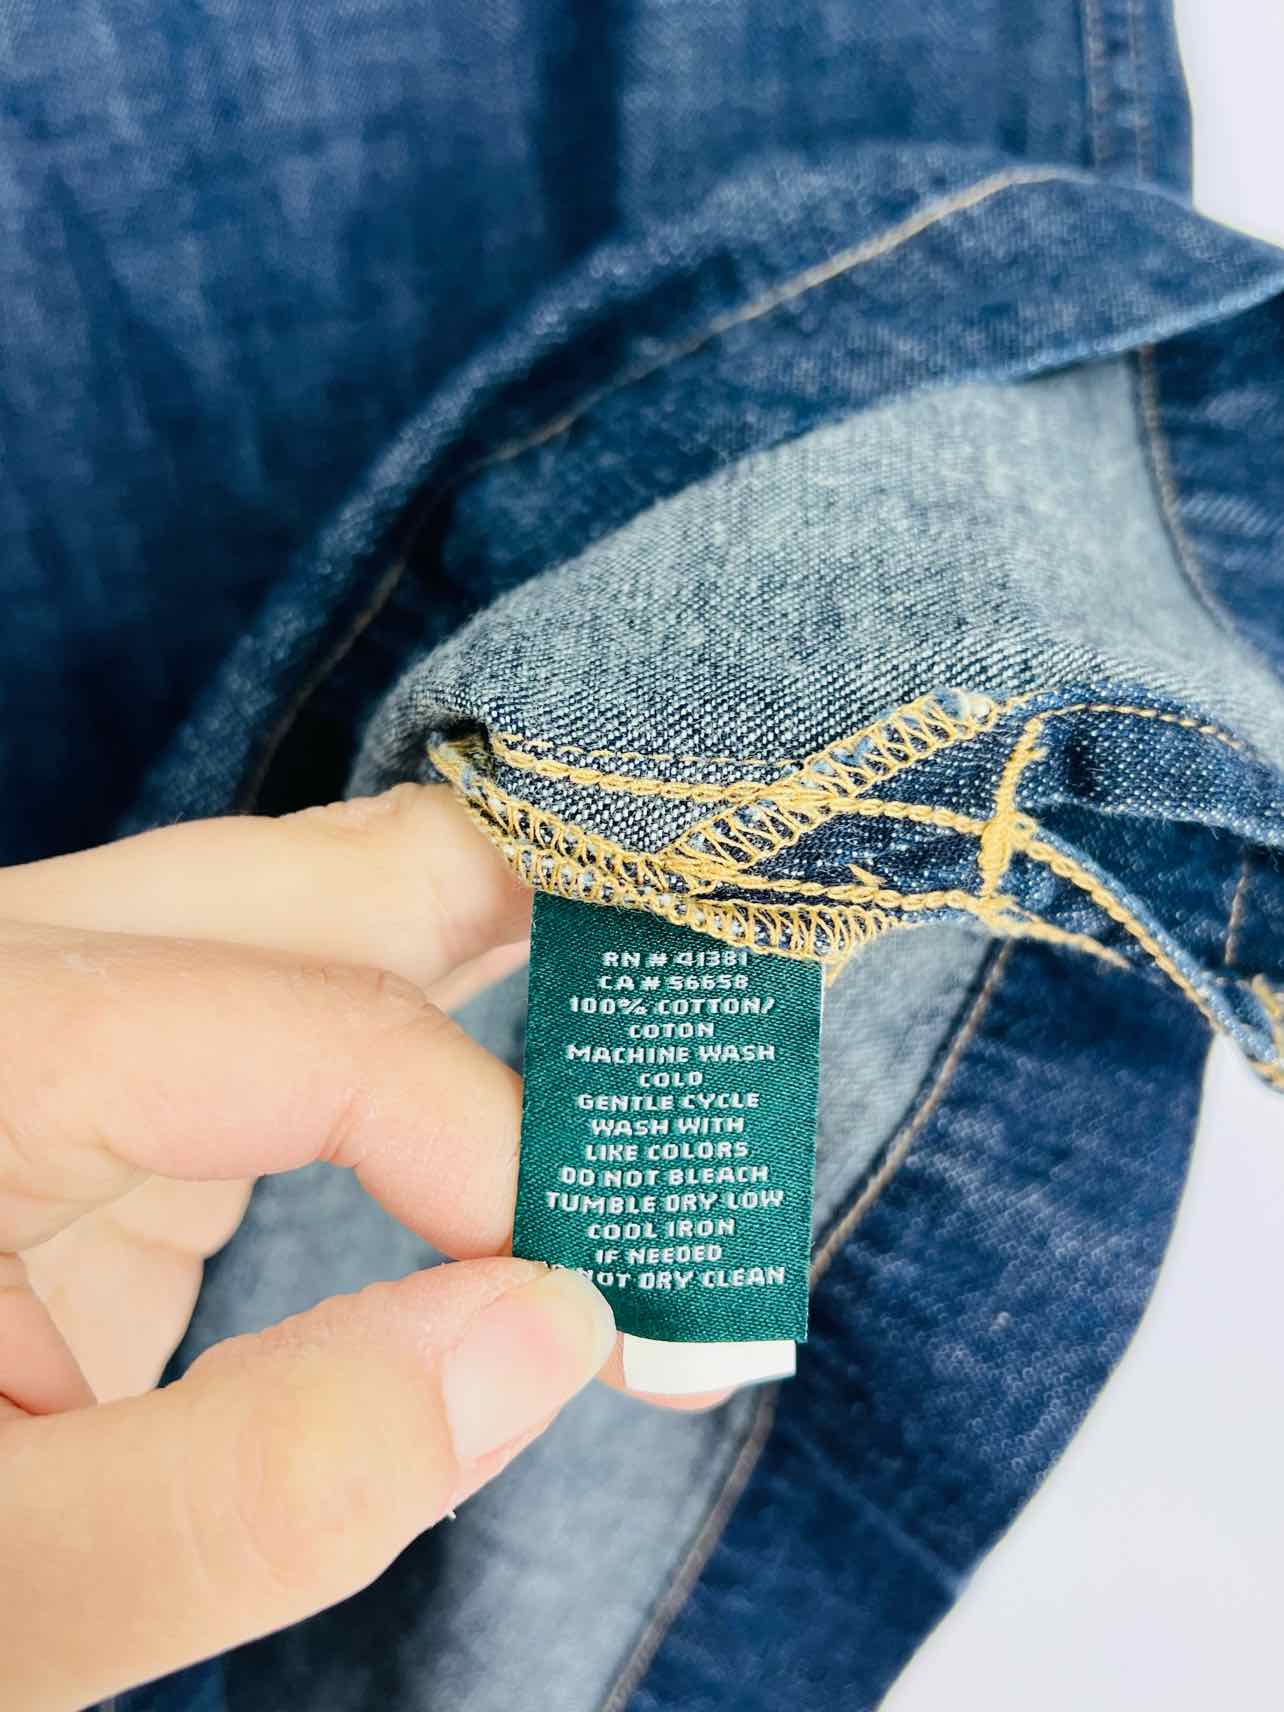 RN # 41381
CA # 56658
100% COTTON/
COTON
MACHINE WASH
COLD
GENTLE CYCLE
WASH WITH
LIKE COLORS
DO NOT BLEACH
TUMBLE DRY LOW
COOL IRON
IF NEEDED
NOT DRY CLEAN